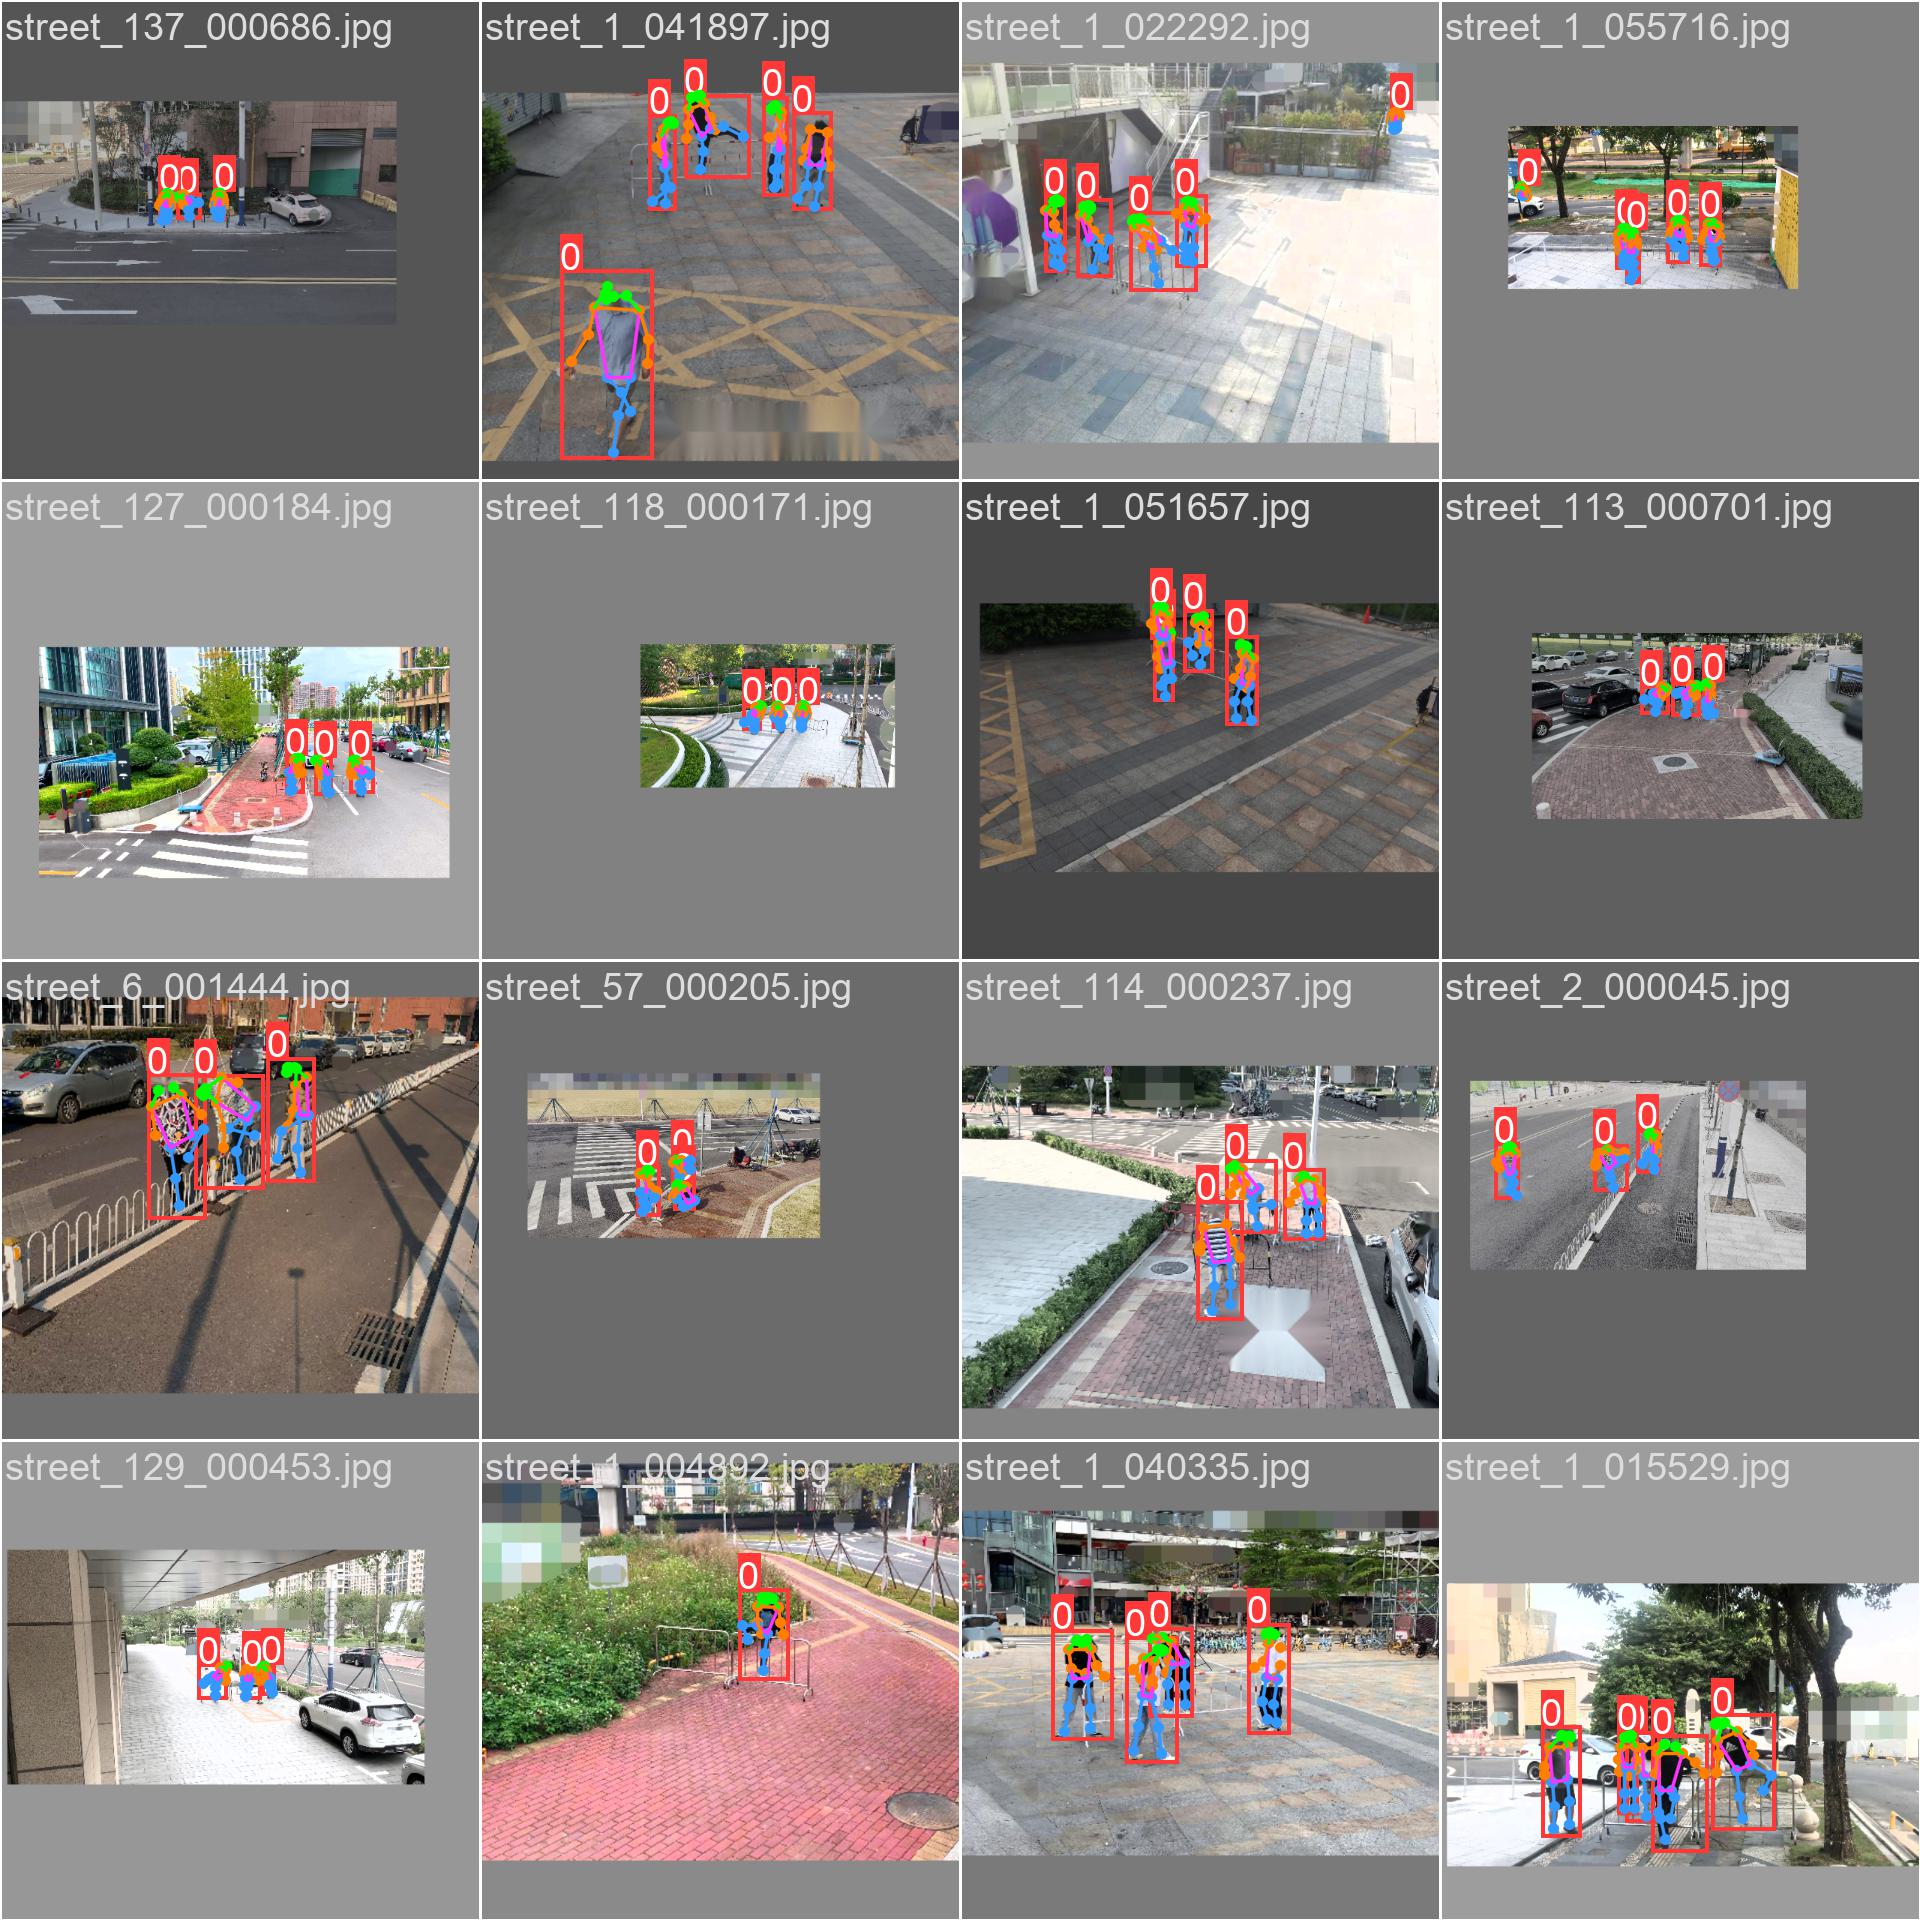 street_137_000686.jpg
street_1_041897.jpg
street_1_022292.jpg
street_1_055716.jpg
0 0 0
0 0 0 0
0
0 0 0 0
0
0
0 0 0 0
street_127_000184.jpg
street_118_000171.jpg
street_1_051657.jpg
street_113_000701.jpg
0 0 0
0 0 0
0 0 0
0 0 0
street_6_001444.jpg
street_57_000205.jpg
street_114_000237.jpg
street_2_000045.jpg
0 0 0
0 0
0 0 0
0 0 0
street_129_000453.jpg
street_1_004892.jpg
street_1_040335.jpg
street_1_015529.jpg
0 0 0
0
0 0 0 0
0 0 0 0